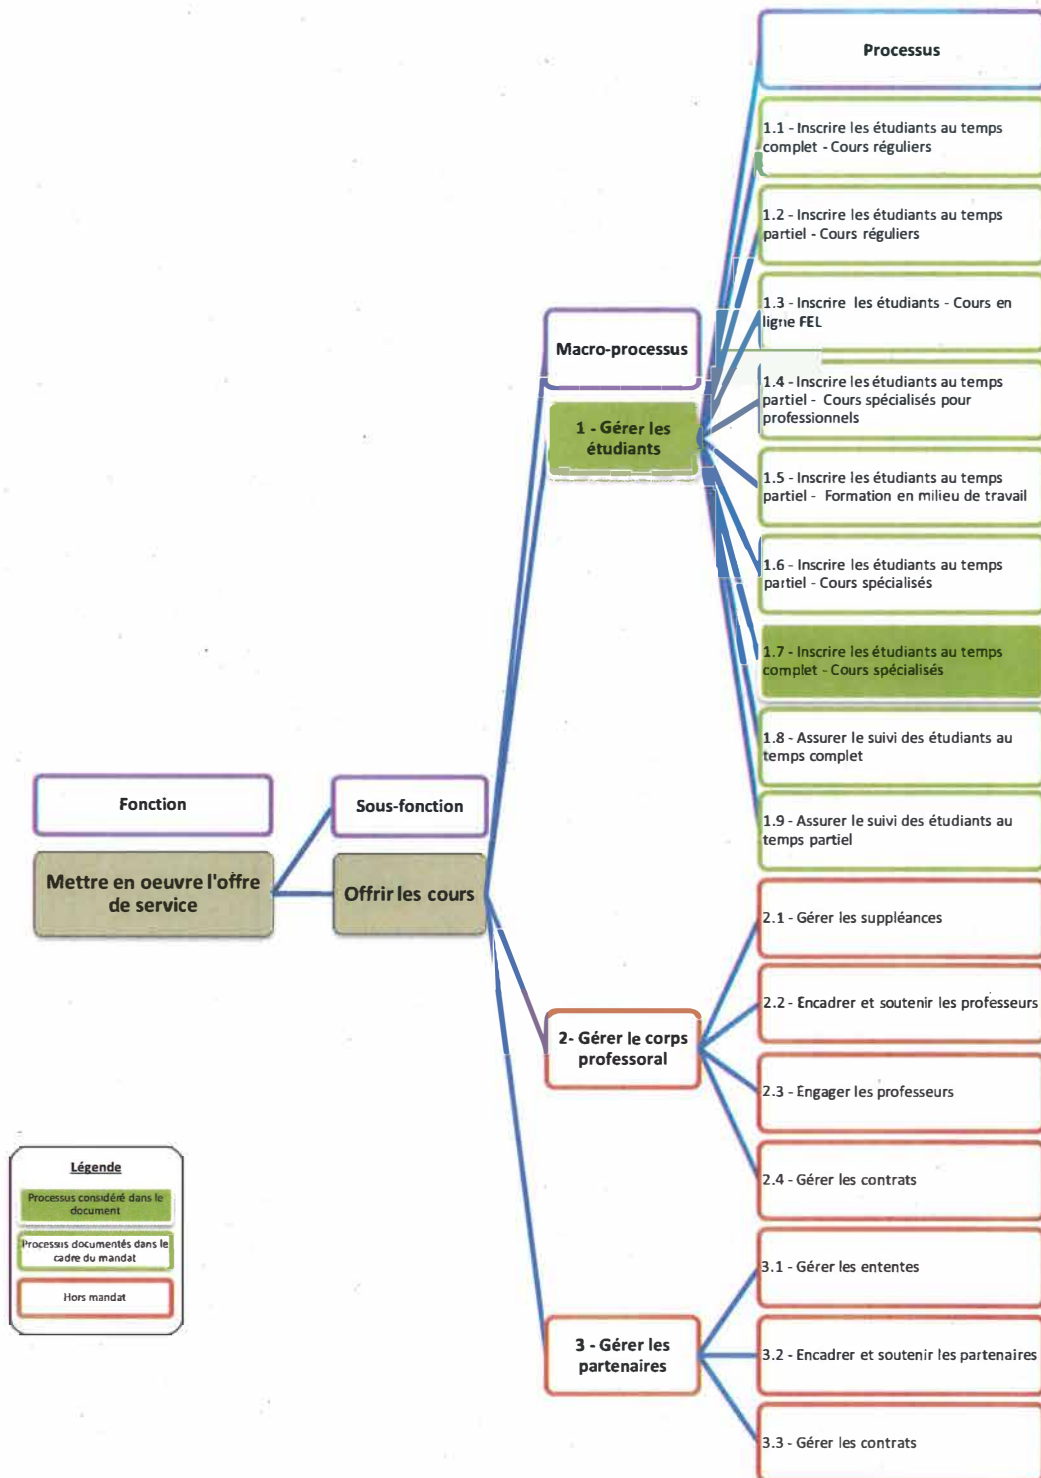 Processus
1.1 - Inscrire les étudiants au temps
complet - Cours réguliers
1.2 - Inscrire les étudiants au temps
partiel - Cours réguliers
1.3 - Inscrire les étudiants - Cours en
ligne FEL
Macro-processus
1.4 - Inscrire les étudiants au temps
partiel - Cours spécialisés pour
professionnels
1 - Gérer les
étudiants
1.5 - Inscrire les étudiants au temps
partiel - Formation en milieu de travail
1.6 - Inscrire les étudiants au temps
partiel - Cours spécialisés
1.7 - Inscrire les étudiants au temps
complet - Cours spécialisés
1.8 - Assurer le suivi des étudiants au
temps complet
1.9 - Assurer le suivi des étudiants au
temps partiel
Fonction
Sous-fonction
Mettre en oeuvre l'offre
de service
Offrir les cours
2.1 - Gérer les suppléances
2.2 - Encadrer et soutenir les professeurs
2- Gérer le corps
professoral
2.3 - Engager les professeurs
2.4 - Gérer les contrats
Légende
Processus considéré dans le
document
Processus documentés dans le
cadre du mandat
Hors mandat
3.1 - Gérer les ententes
3 - Gérer les
partenaires
3.2 - Encadrer et soutenir les partenaires
3.3 - Gérer les contrats